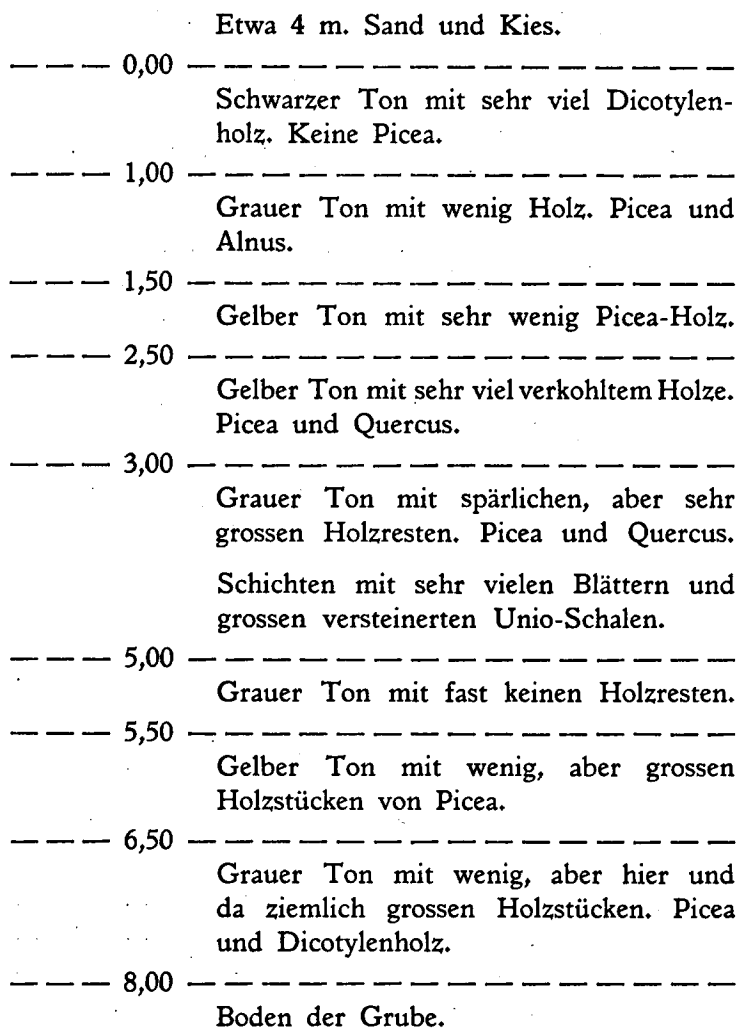 Etwa 4 m. Sand und Kies.
— — — 0,00 — — — — — — — — — — —
Schwarzer Ton mit sehr viel Dicotylen-
holz. Keine Picea.
— — — 1,00 — — — — — — — — — — —
Grauer Ton mit wenig Holz. Picea und
Alnus.
— — — 1,50 — — — — — — — — — — —
Gelber Ton mit sehr wenig Picea-Holz.
— — — 2,50 — — — — — — — — — — —
Gelber Ton mit sehr viel verkohltem Holze.
Picea und Quercus.
— — — 3,00 — — — — — — — — — — —
Grauer Ton mit spärlichen, aber sehr
grossen Holzresten. Picea und Quercus.
Schichten mit sehr vielen Blättern und
grossen versteinerten Unio-Schalen.
— — — 5,00 — — — — — — — — — — —
Grauer Ton mit fast keinen Holzresten.
— — — 5,50 — — — — — — — — — — —
Gelber Ton mit wenig, aber grossen
Holzstücken von Picea.
— — — 6,50 — — — — — — — — — — —
Grauer Ton mit wenig, aber hier und
da ziemlich grossen Holzstücken. Picea
und Dicotylenholz.
— — — 8,00 — — — — — — — — — — —
Boden der Grube.